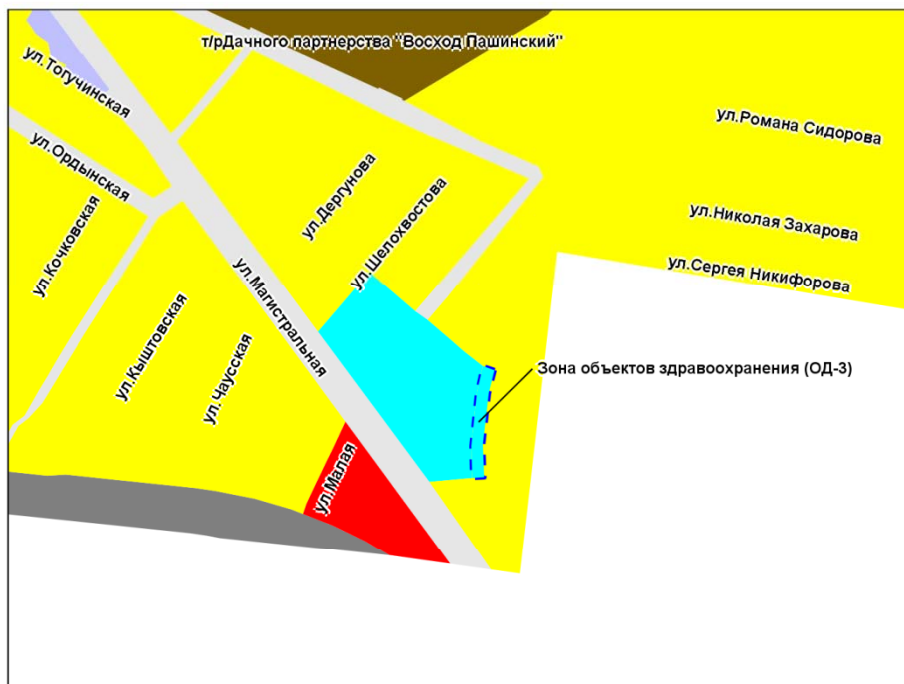 т/рДачного партнерства "Восход Пашинский"
ул.Тогучинская
ул.Романа Сидорова
ул.Ордынская
ул.Дергунова
ул.Шелохвостова
ул.Николая Захарова
ул.Кочковская
ул.Сергея Никифорова
ул.Магистральная
ул.Кыштовская
ул.Чаусская
Зона объектов здравоохранения (ОД-3)
ул.Малая